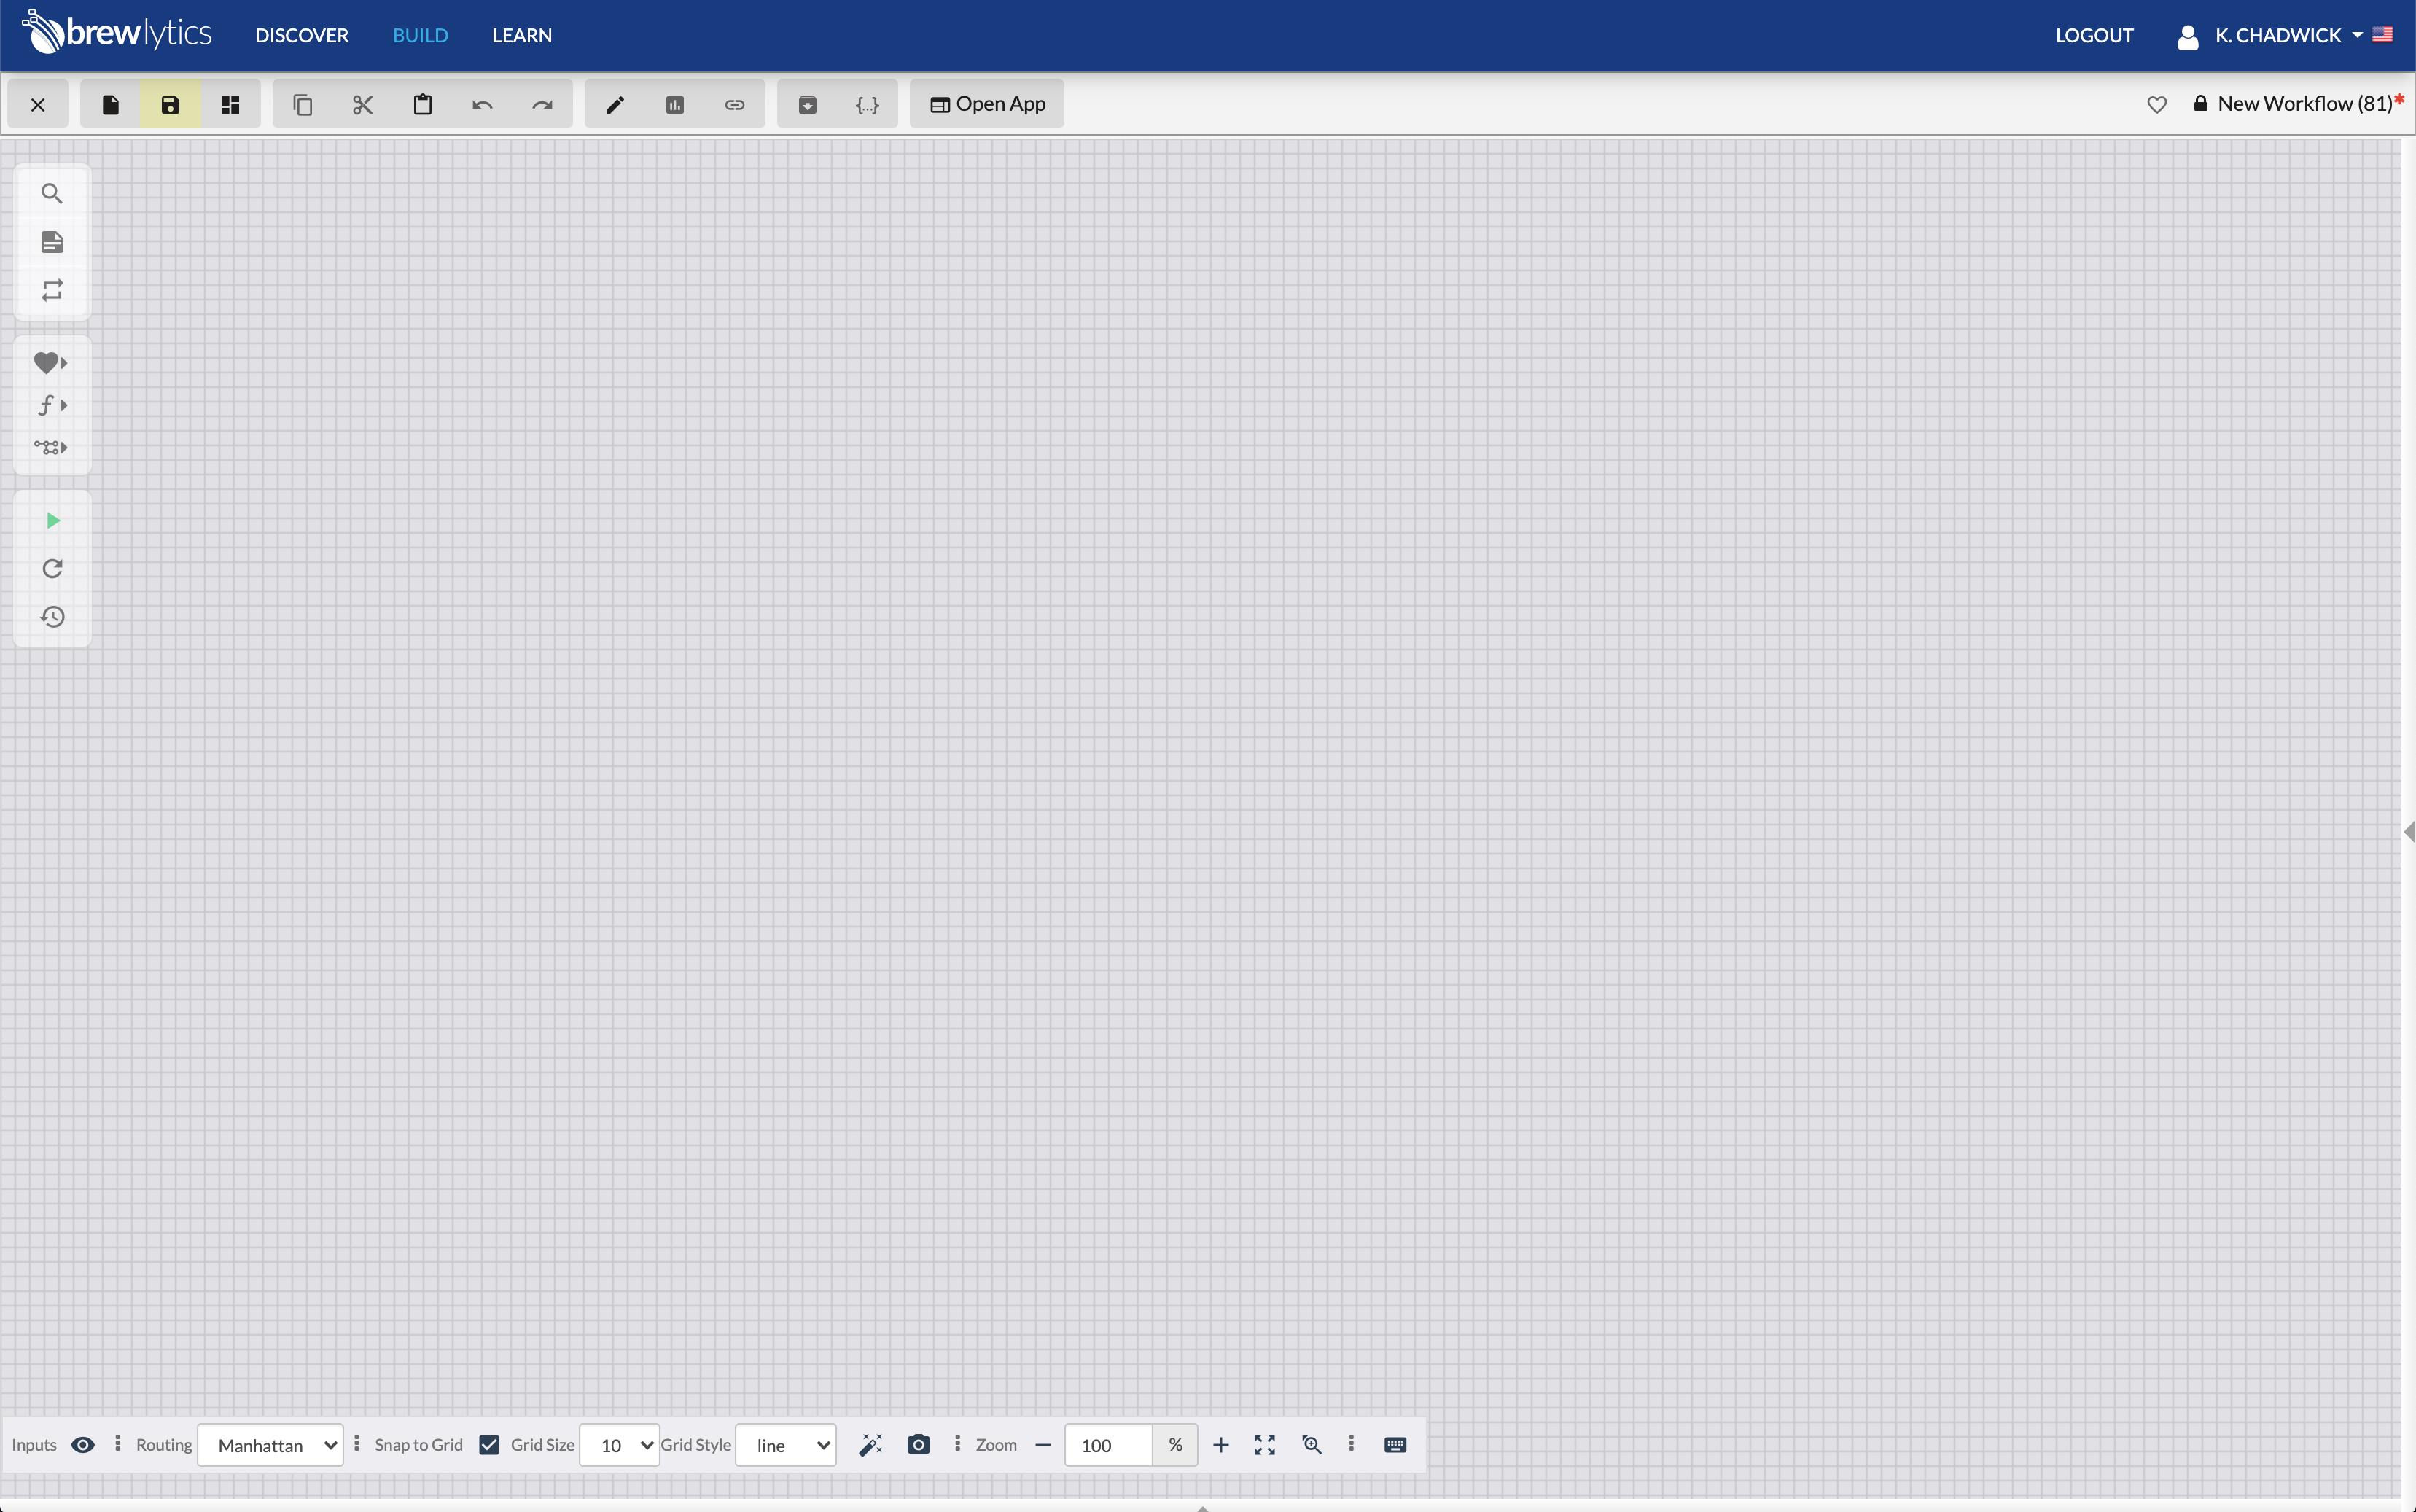 brewlytics DISCOVER BUILD LEARN LOGOUT K. CHADWICK
{...} Open App New Workflow (81)*
f
Inputs Routing Manhattan Snap to Grid Grid Size 10 Grid Style line Zoom 100 %